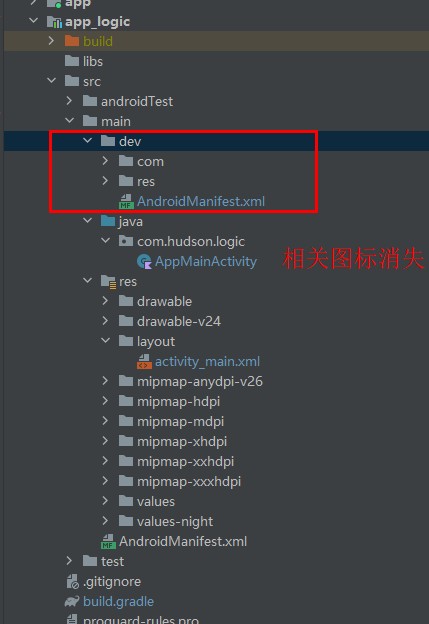 app
app_logic
build
libs
src
androidTest
main
dev
com
res
AndroidManifest.xml
java
com.hudson.logic
AppMainActivity
相关图标消失
res
drawable
drawable-v24
layout
activity_main.xml
mipmap-anydpi-v26
mipmap-hdpi
mipmap-mdpi
mipmap-xhdpi
mipmap-xxhdpi
mipmap-xxxhdpi
values
values-night
AndroidManifest.xml
test
.gitignore
build.gradle
proguard-rules.pro